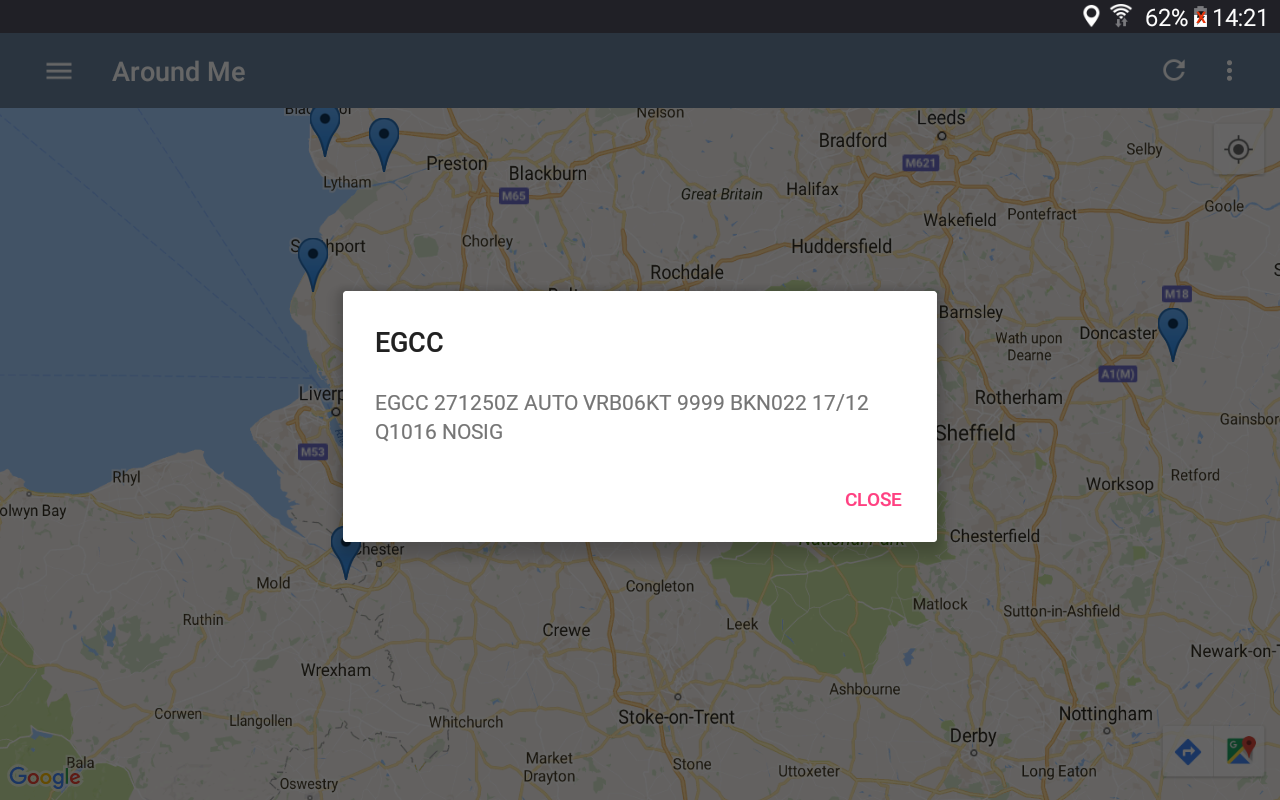 62% 14:21
Around Me
Nelson
Leeds
Bradford
M621
Selby
Preston
Blackburn
Lytham
M65
Great Britain
Halifax
Goole
Wakefield
Pontefract
Chorley
Huddersfield
Rochdale
M18
Barnsley
Wath upon
Dearne
Doncaster
EGCC
A1(M)
Rotherham
EGCC 271250Z AUTO VRB06KT 9999 BKN022 17/12
Q1016 NOSIG
Sheffield
M53
Rhyl
Worksop
Retford
CLOSE
olwyn Bay
Chesterfield
National Park
Mold
Congleton
Matlock
Sutton-in-Ashfield
Ruthin
Crewe
Leek
Newark-on-T
Wrexham
Ashbourne
Corwen
Llangollen
Whitchurch
Stoke-on-Trent
Nottingham
Derby
Bala
Market
Drayton
Stone
Uttoxeter
Long Eaton
Google
Oswestry